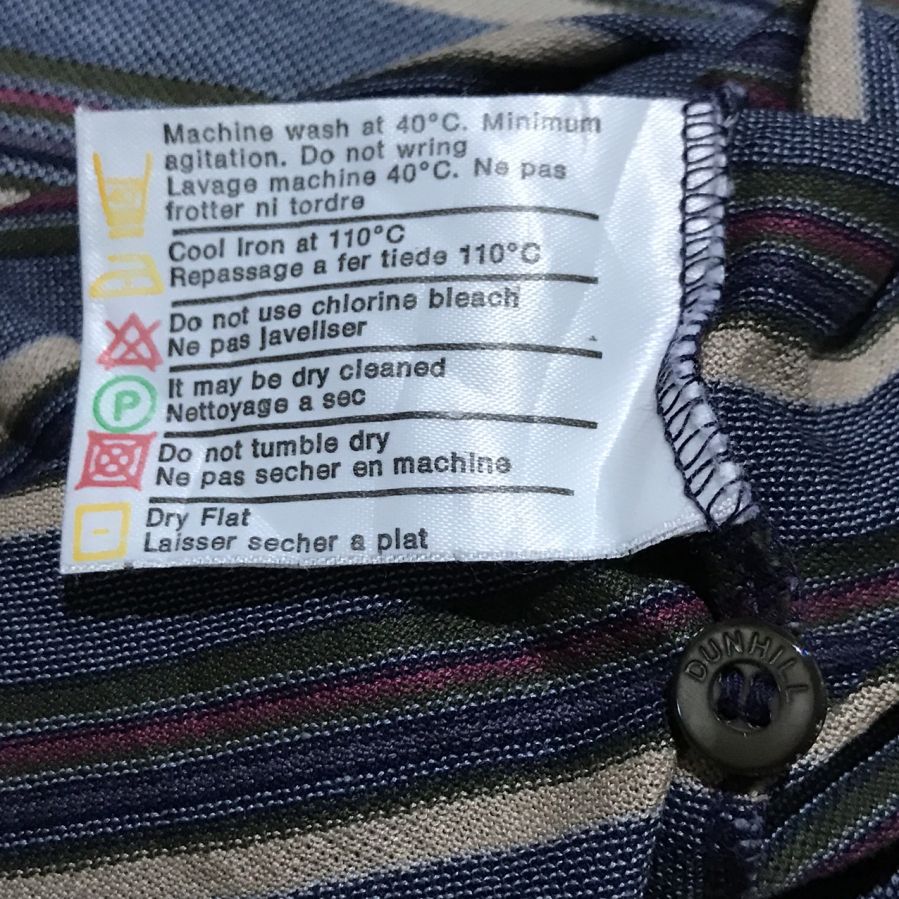 Machine wash at 40°C. Minimum
agitation. Do not wring
Lavage machine 40°C. Ne pas
frotter ni tordre
Cool Iron at 110°C
Repassage a fer tiede 110°C
Do not use chlorine bleach
Ne pas javeliser
It may be dry cleaned
P
Nettoyage a sec
Do not tumble dry
Ne pas secher en machine
Dry Flat
Laisser secher a plat
DUNHILL